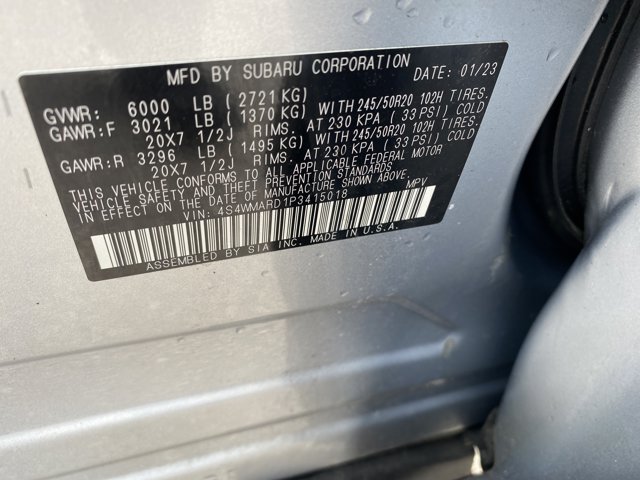 MFD BY SUBARU CORPORATION DATE: 01/23
GVWR: 6000 LB (2721 KG)
GAWR:F 3021 LB (1370 KG) WITH 245/50R20 102H TIRES.
20X7 1/2J RIMS. AT 230 KPA (33 PSI) COLD
GAWR:R 3296 LB (1495 KG) WITH 245/50R20 102H TIRES.
20X7 1/2J RIMS. AT 230 KPA (33 PSI) COLD
THIS VEHICLE CONFORMS TO ALL APPLICABLE FEDERAL MOTOR
VEHICLE SAFETY AND THEFT PREVENTION STANDARDS
IN EFFECT ON THE DATE OF MANUFACTURE SHOWN ABOVE.
VIN: 4S4WMARD1P3415018 MPV
ASSEMBLED BY SIA INC. MADE IN U.S.A.